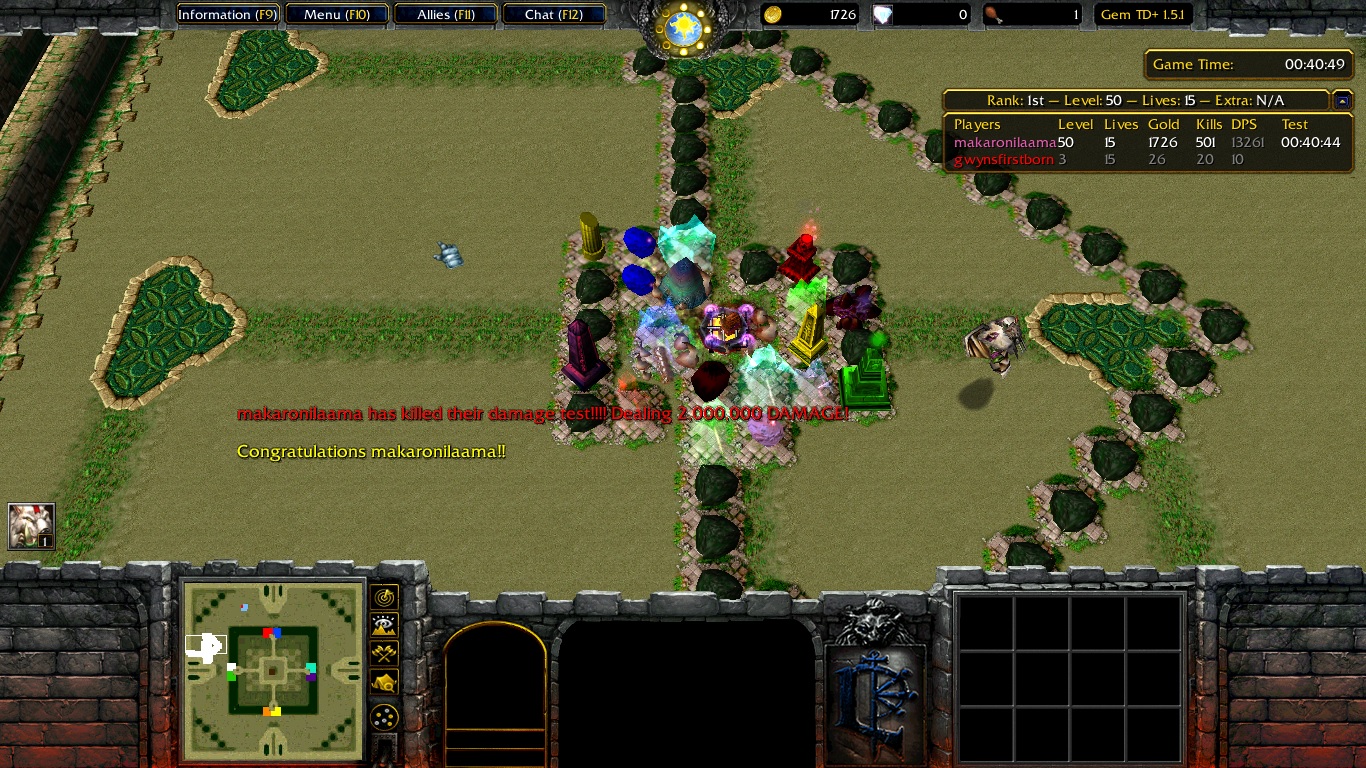 Information (F9) Menu (F10) Allies (F11) Chat (F12) 1726 0 1 Gem TD+ 1.5.1
Game Time: 00:40:49
Rank: 1st — Level: 50 — Lives: 15 — Extra: N/A
Players Level Lives Gold Kills DPS Test
makaronilaama 50 15 1726 501 13261 00:40:44
gwynsfirstborn 3 15 26 20 10
makaronilaama has killed their damage test!!!! Dealing 2 000 000 DAMAGE!
Congratulations makaronilaama!!
1